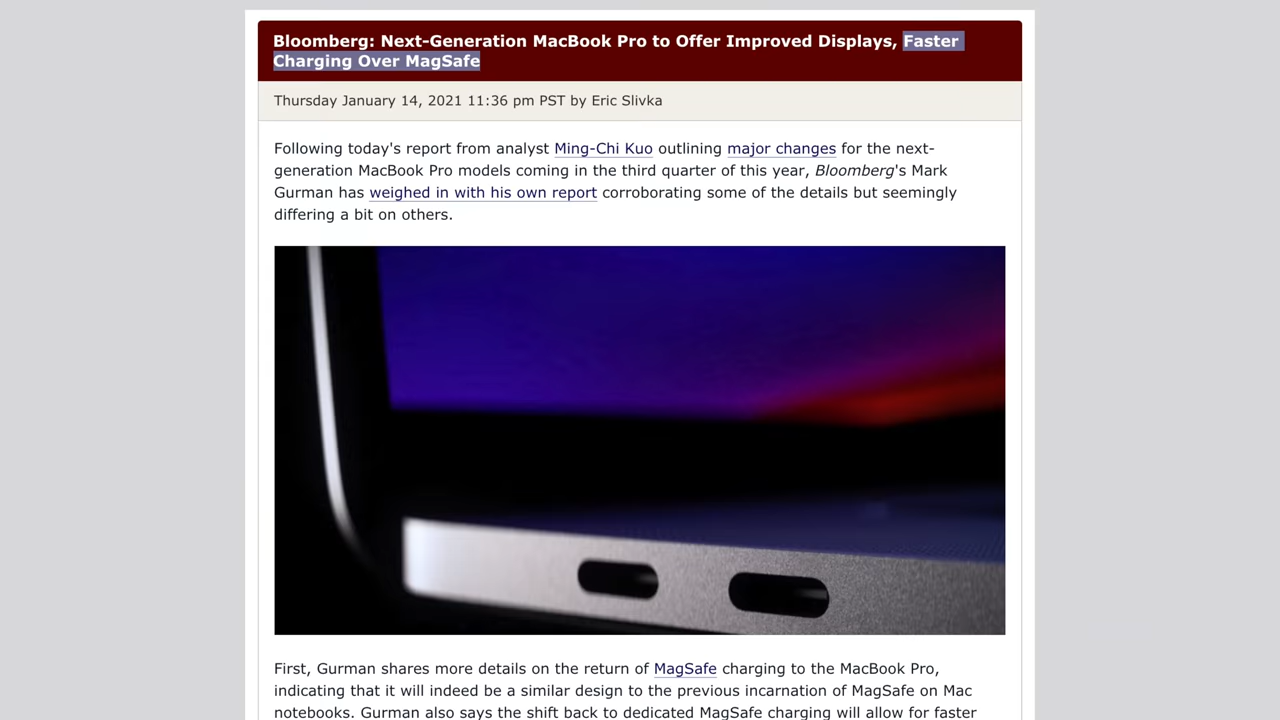 Bloomberg: Next-Generation MacBook Pro to Offer Improved Displays, Faster
Charging Over MagSafe
Thursday January 14, 2021 11:36 pm PST by Eric Slivka
Following today's report from analyst Ming-Chi Kuo outlining major changes for the next-
generation MacBook Pro models coming in the third quarter of this year, Bloomberg's Mark
Gurman has weighed in with his own report corroborating some of the details but seemingly
differing a bit on others.
First, Gurman shares more details on the return of MagSafe charging to the MacBook Pro,
indicating that it will indeed be a similar design to the previous incarnation of MagSafe on Mac
notebooks. Gurman also says the shift back to dedicated MagSafe charging will allow for faster